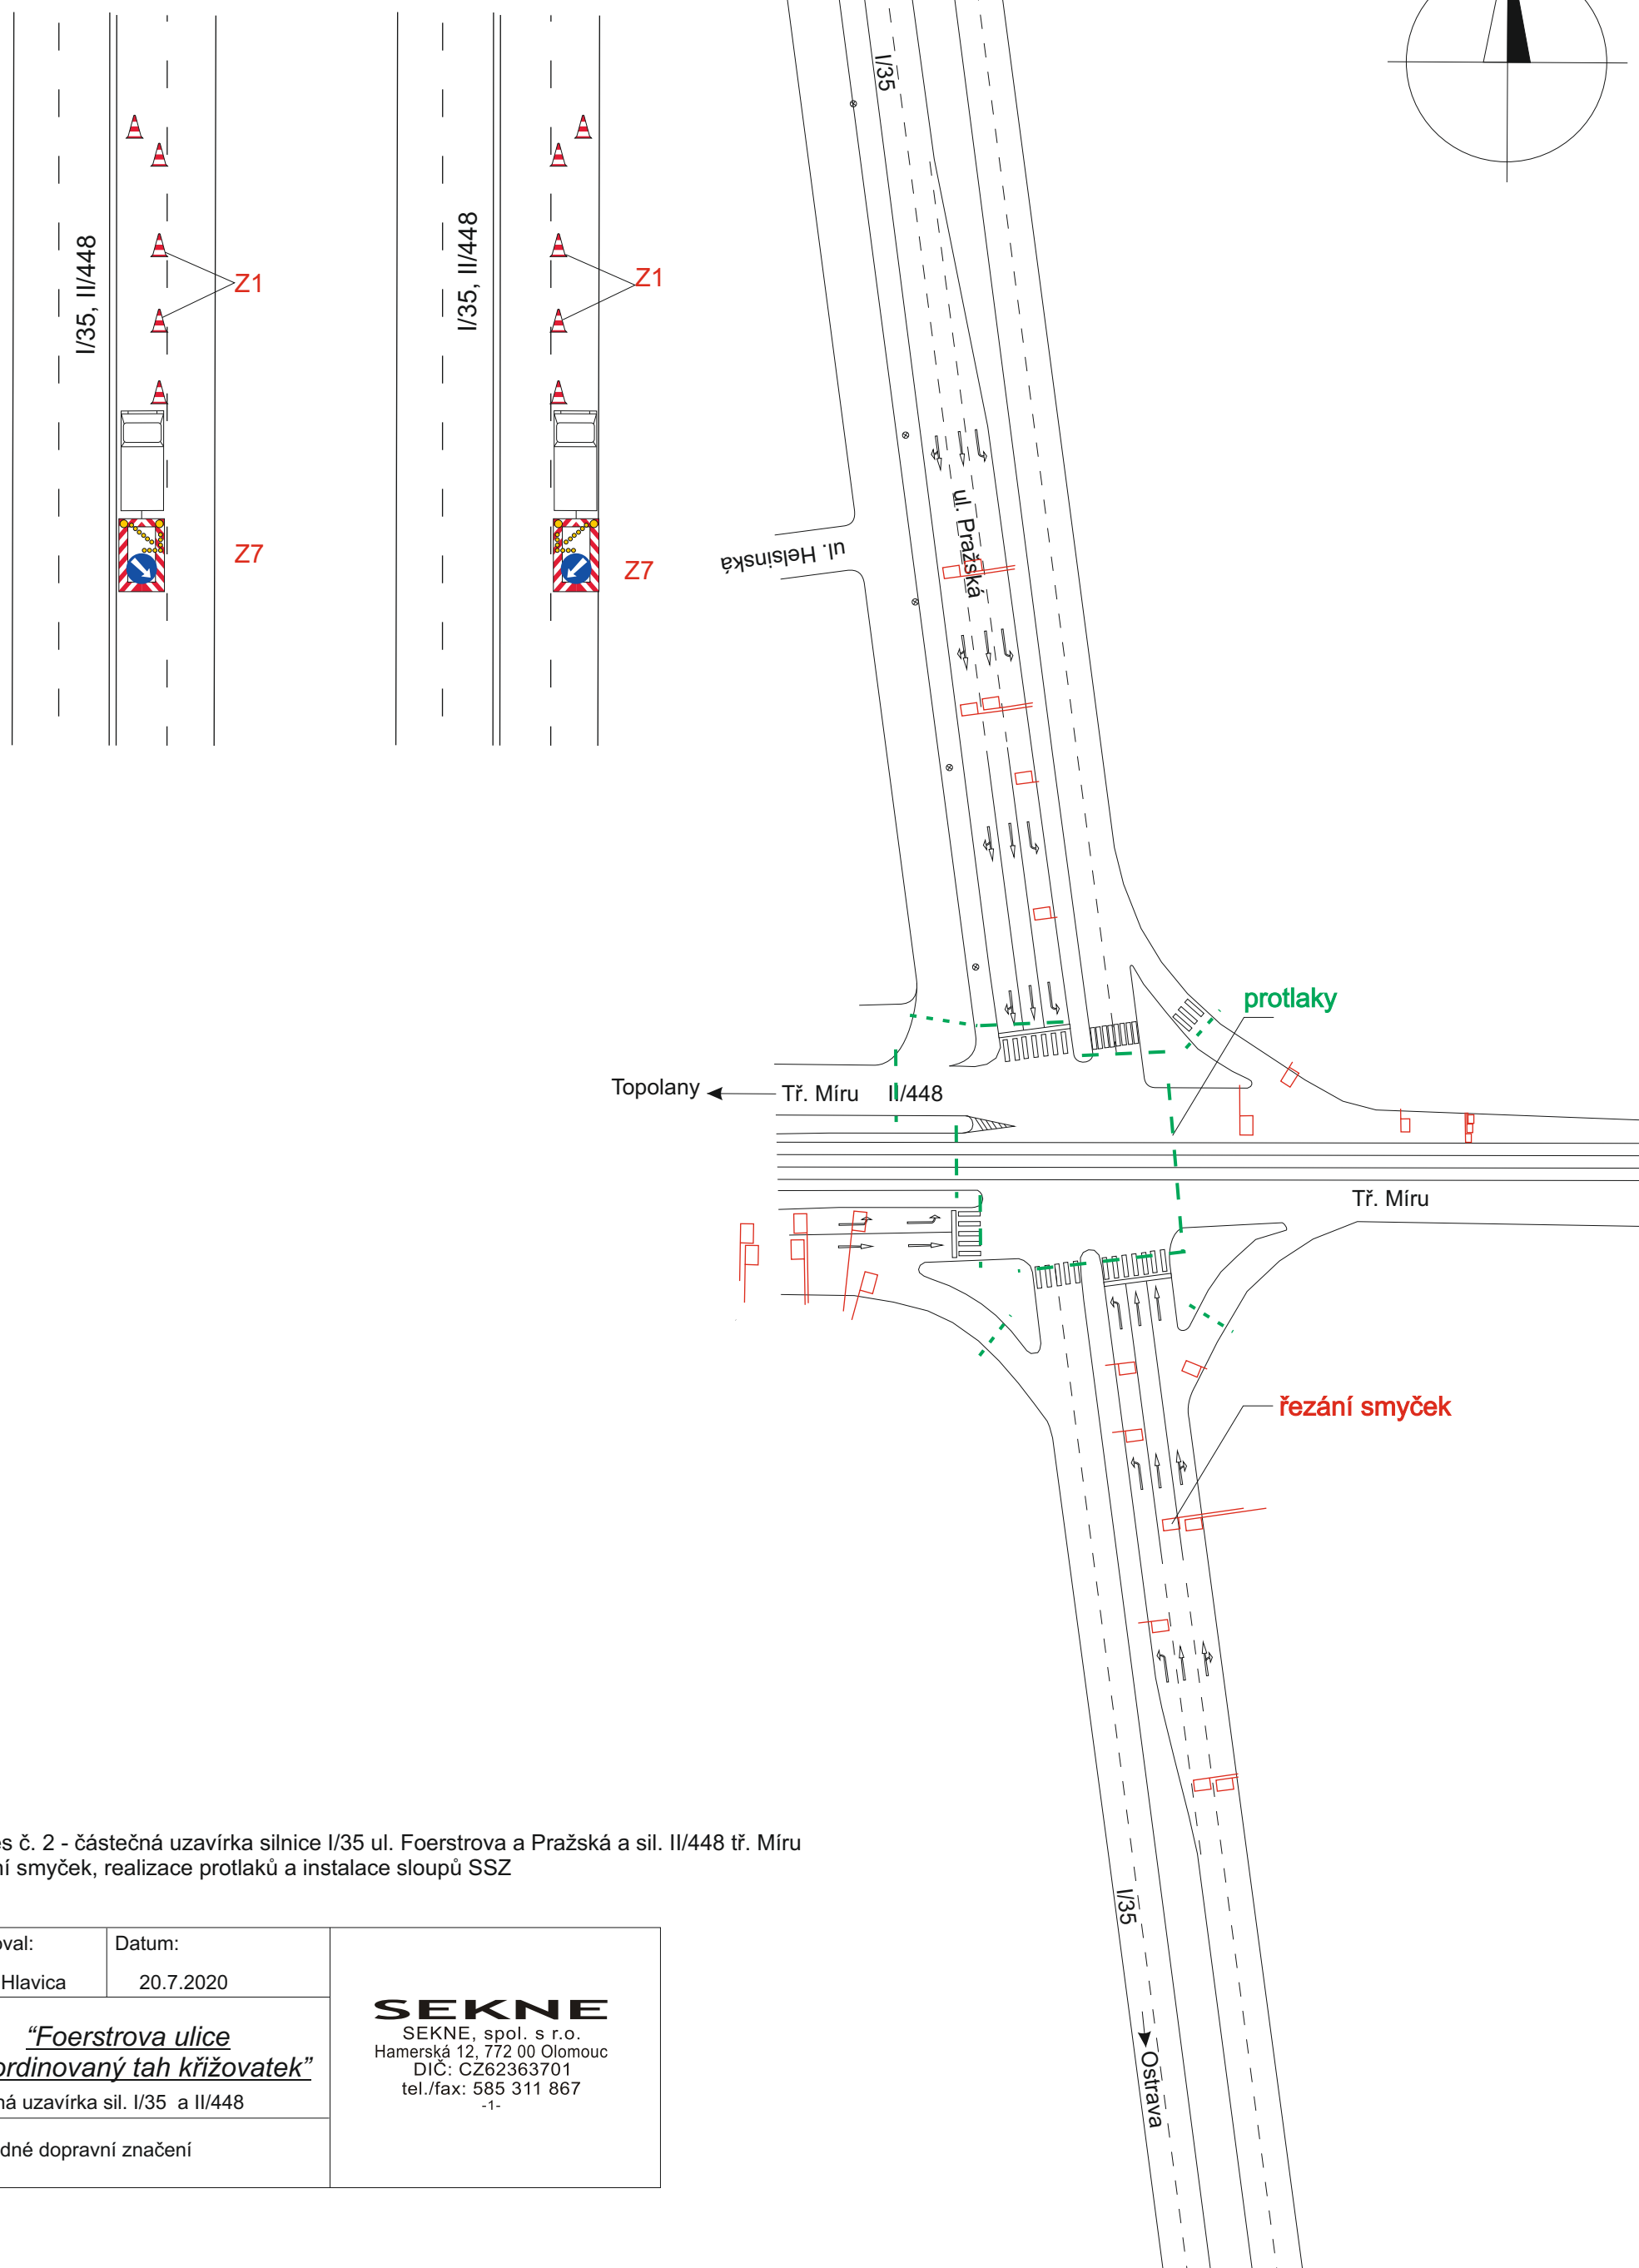 I/35, II/448
Z1
Z7
I/35, II/448
Z1
Z7
I/35
ul. Pražská
ul. Helsinská
protlaky
Topolany
Tř. Míru II/448
Tř. Míru
řezání smyček
I/35
Ostrava
č. 2 - částečná uzavírka silnice I/35 ul. Foerstrova a Pražská a sil. II/448 tř. Míru
smyček, realizace protlaků a instalace sloupů SSZ
oval:
Hlavica
Datum:
20.7.2020
“Foerstrova ulice
ordinovaný tah křižovatek”
ná uzavírka sil. I/35 a II/448
dné dopravní značení
SEKNE
SEKNE, spol. s r.o.
Hamerská 12, 772 00 Olomouc
DIČ: CZ62363701
tel./fax: 585 311 867
-1-